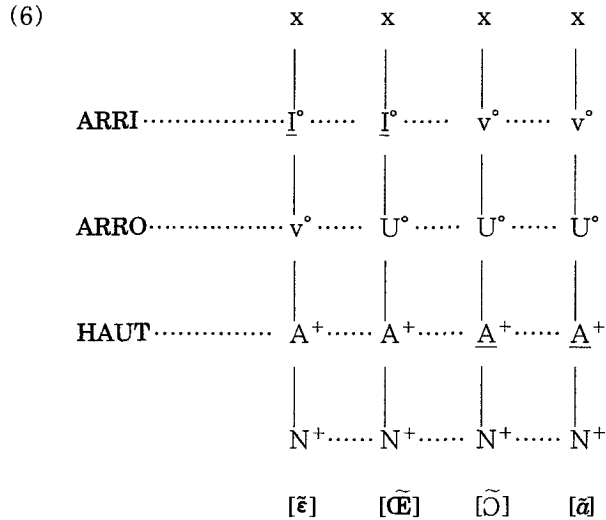 (6) x x x x
ARRI I̲° I̲° v° v°
ARRO v° U° U° U°
HAUT A⁺ A⁺ A̲⁺ A̲⁺
N⁺ N⁺ N⁺ N⁺
[ɛ̃] [Œ̃] [Ɔ̃] [ɑ̃]